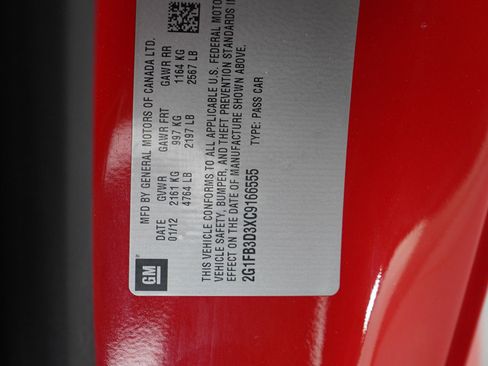 MFD BY GENERAL MOTORS OF CANADA LTD.
DATE GVWR GAWR FRT GAWR RR
01/12 2161 KG 997 KG 1164 KG
4764 LB 2197 LB 2567 LB
THIS VEHICLE CONFORMS TO ALL APPLICABLE U.S. FEDERAL MOTOR
VEHICLE SAFETY, BUMPER, AND THEFT PREVENTION STANDARDS IN
EFFECT ON THE DATE OF MANUFACTURE SHOWN ABOVE.
2G1FB3D3XC9166555 TYPE: PASS CAR
GM